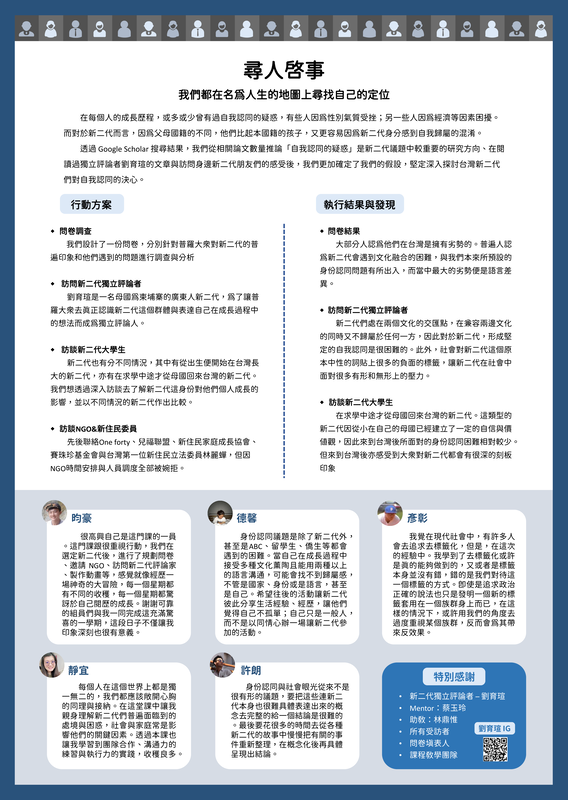 尋人啓事
我們都在名爲人生的地圖上尋找自己的定位
在每個人的成長歷程，或多或少曾有過自我認同的疑惑，有些人因爲性別氣質受挫；另一些人因爲經濟等因素困擾。
而對於新二代而言，因爲父母國籍的不同，他們比起本國籍的孩子，又更容易因爲新二代身分感到自我歸屬的混淆。
透過 Google Scholar 搜尋結果，我們從相關論文數量推論「自我認同的疑惑」是新二代議題中較重要的研究方向、在閱
讀過獨立評論者劉育瑄的文章與訪問身邊新二代朋友們的感受後，我們更加確定了我們的假設，堅定深入探討台灣新二代
們對自我認同的決心。
行動方案
◆ 問卷調查
我們設計了一份問卷，分別針對普羅大衆對新二代的普
遍印象和他們遇到的問題進行調查與分析
◆ 訪問新二代獨立評論者
劉育瑄是一名母國爲柬埔寨的廣東人新二代，爲了讓普
羅大衆去眞正認識新二代這個群體與表達自己在成長過程中
的想法而成爲獨立評論人。
◆ 訪談新二代大學生
新二代也有分不同情況，其中有從出生便開始在台灣長
大的新二代，亦有在求學中途才從母國回來台灣的新二代。
我們想透過深入訪談去了解新二代這身份對他們個人成長的
影響，並以不同情況的新二代作出比較。
◆ 訪談NGO&新住民委員
先後聯絡One forty、兒福聯盟、新住民家庭成長協會、
賽珠珍基金會與台灣第一位新住民立法委員林麗蟬，但因
NGO時間安排與人員調度全部被婉拒。
執行結果與發現
◆ 問卷結果
大部分人認爲他們在台灣是擁有劣勢的。普遍人認
爲新二代會遇到文化融合的困難，與我們本來所預設的
身份認同問題有所出入，而當中最大的劣勢便是語言差
異。
◆ 訪問新二代獨立評論者
新二代們處在兩個文化的交匯點，在兼容兩邊文化
的同時又不歸屬於任何一方，因此對於新二代，形成堅
定的自我認同是很困難的。此外，社會對新二代這個原
本中性的詞貼上很多的負面的標籤，讓新二代在社會中
面對很多有形和無形上的壓力。
◆ 訪談新二代大學生
在求學中途才從母國回來台灣的新二代。這類型的
新二代因從小在自己的母國已經建立了一定的自信與價
値觀，因此來到台灣後所面對的身份認同困難相對較少。
但來到台灣後亦感受到大衆對新二代都會有很深的刻板
印象
昀豪
很高興自己是這門課的一員
。這門課跟很重視行動，我們在
選定新二代後，進行了規劃問卷
、邀請 NGO、訪問新二代評論家
、製作動畫等，感覺就像經歷一
場神奇的大冒險，每一個星期都
有不同的收穫，每一個星期都驚
訝於自己闊歷的成長。謝謝可靠
的組員們與我一同完成這充滿驚
喜的一學期，這段日子不僅讓我
印象深刻也很有意義。
德馨
身份認同議題是除了新二代外，
甚至是ABC、留學生、僑生等都會
遇到的困難。當自己在成長過程中
接受多種文化薰陶且能用兩種以上
的語言溝通，可能會找不到歸屬感，
不管是國家、身份或是語言，甚至
是自己。希望往後的活動讓新二代
彼此分享生活經驗、經歷，讓他們
覺得自己不孤單；自己只是一般人，
而不是以同情心辦一場讓新二代參
加的活動。
彥彰
我覺在現代社會中，有許多人
會去追求去標籤化，但是，在這次
的經驗中，我學到了去標籤化或許
是眞的能夠做到的，又或者是標籤
本身並沒有錯，錯的是我們對待這
一個標籤的方式。即使是追求政治
正確的說法也只是發明一個新的標
籤套用在一個族群身上而已，在這
樣的情況下，或許用我們的角度去
過度重視某個族群，反而會爲其帶
來反效果。
靜宜
每個人在這個世界上都是獨
一無二的，我們都應該敞開心胸
的同理與接納。在這堂課中讓我
親身理解新二代們普遍面臨到的
處境與困惑，社會與家庭常是影
響他們的關鍵因素。透過本課也
讓我學習到團隊合作、溝通力的
練習與執行力的實踐，收穫良多。
許朗
身份認同與社會眼光從來不是
很有形的議題，要把這些連新二
代本身也很難具體表達出來的概
念去完整的給一個結論是很難的
。最後要花很多的時間去從各種
新二代的故事中慢慢把有關的事
件重新整理，在概念化後再具體
呈現出結論。
特別感謝
• 新二代獨立評論者 – 劉育瑄
• Mentor：蔡玉玲
• 助教：林鼎惟
• 所有受訪者
• 問卷填表人
• 課程教學團隊
劉育瑄 IG